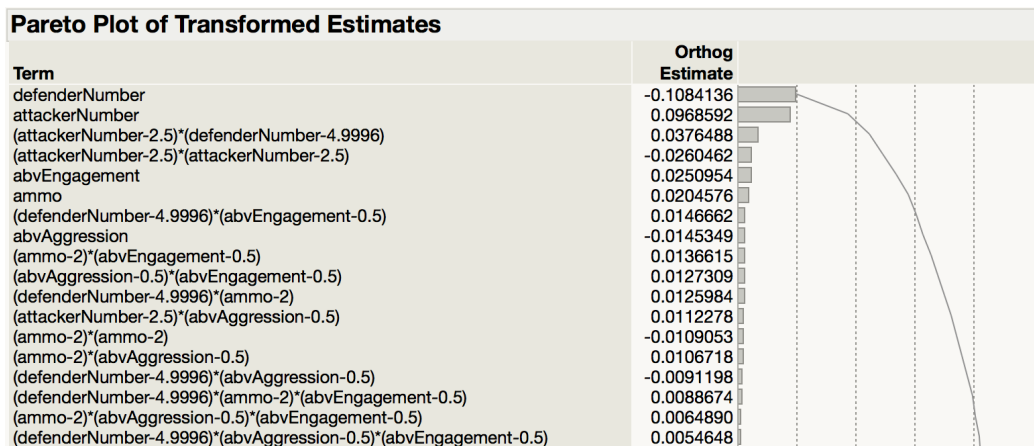 Pareto Plot of Transformed Estimates
Orthog
Term Estimate
defenderNumber -0.1084136
attackerNumber 0.0968592
(attackerNumber-2.5)*(defenderNumber-4.9996) 0.0376488
(attackerNumber-2.5)*(attackerNumber-2.5) -0.0260462
abvEngagement 0.0250954
ammo 0.0204576
(defenderNumber-4.9996)*(abvEngagement-0.5) 0.0146662
abvAggression -0.0145349
(ammo-2)*(abvEngagement-0.5) 0.0136615
(abvAggression-0.5)*(abvEngagement-0.5) 0.0127309
(defenderNumber-4.9996)*(ammo-2) 0.0125984
(attackerNumber-2.5)*(abvAggression-0.5) 0.0112278
(ammo-2)*(ammo-2) -0.0109053
(ammo-2)*(abvAggression-0.5) 0.0106718
(defenderNumber-4.9996)*(abvAggression-0.5) -0.0091198
(defenderNumber-4.9996)*(ammo-2)*(abvEngagement-0.5) 0.0088674
(ammo-2)*(abvAggression-0.5)*(abvEngagement-0.5) 0.0064890
(defenderNumber-4.9996)*(abvAggression-0.5)*(abvEngagement-0.5) 0.0054648